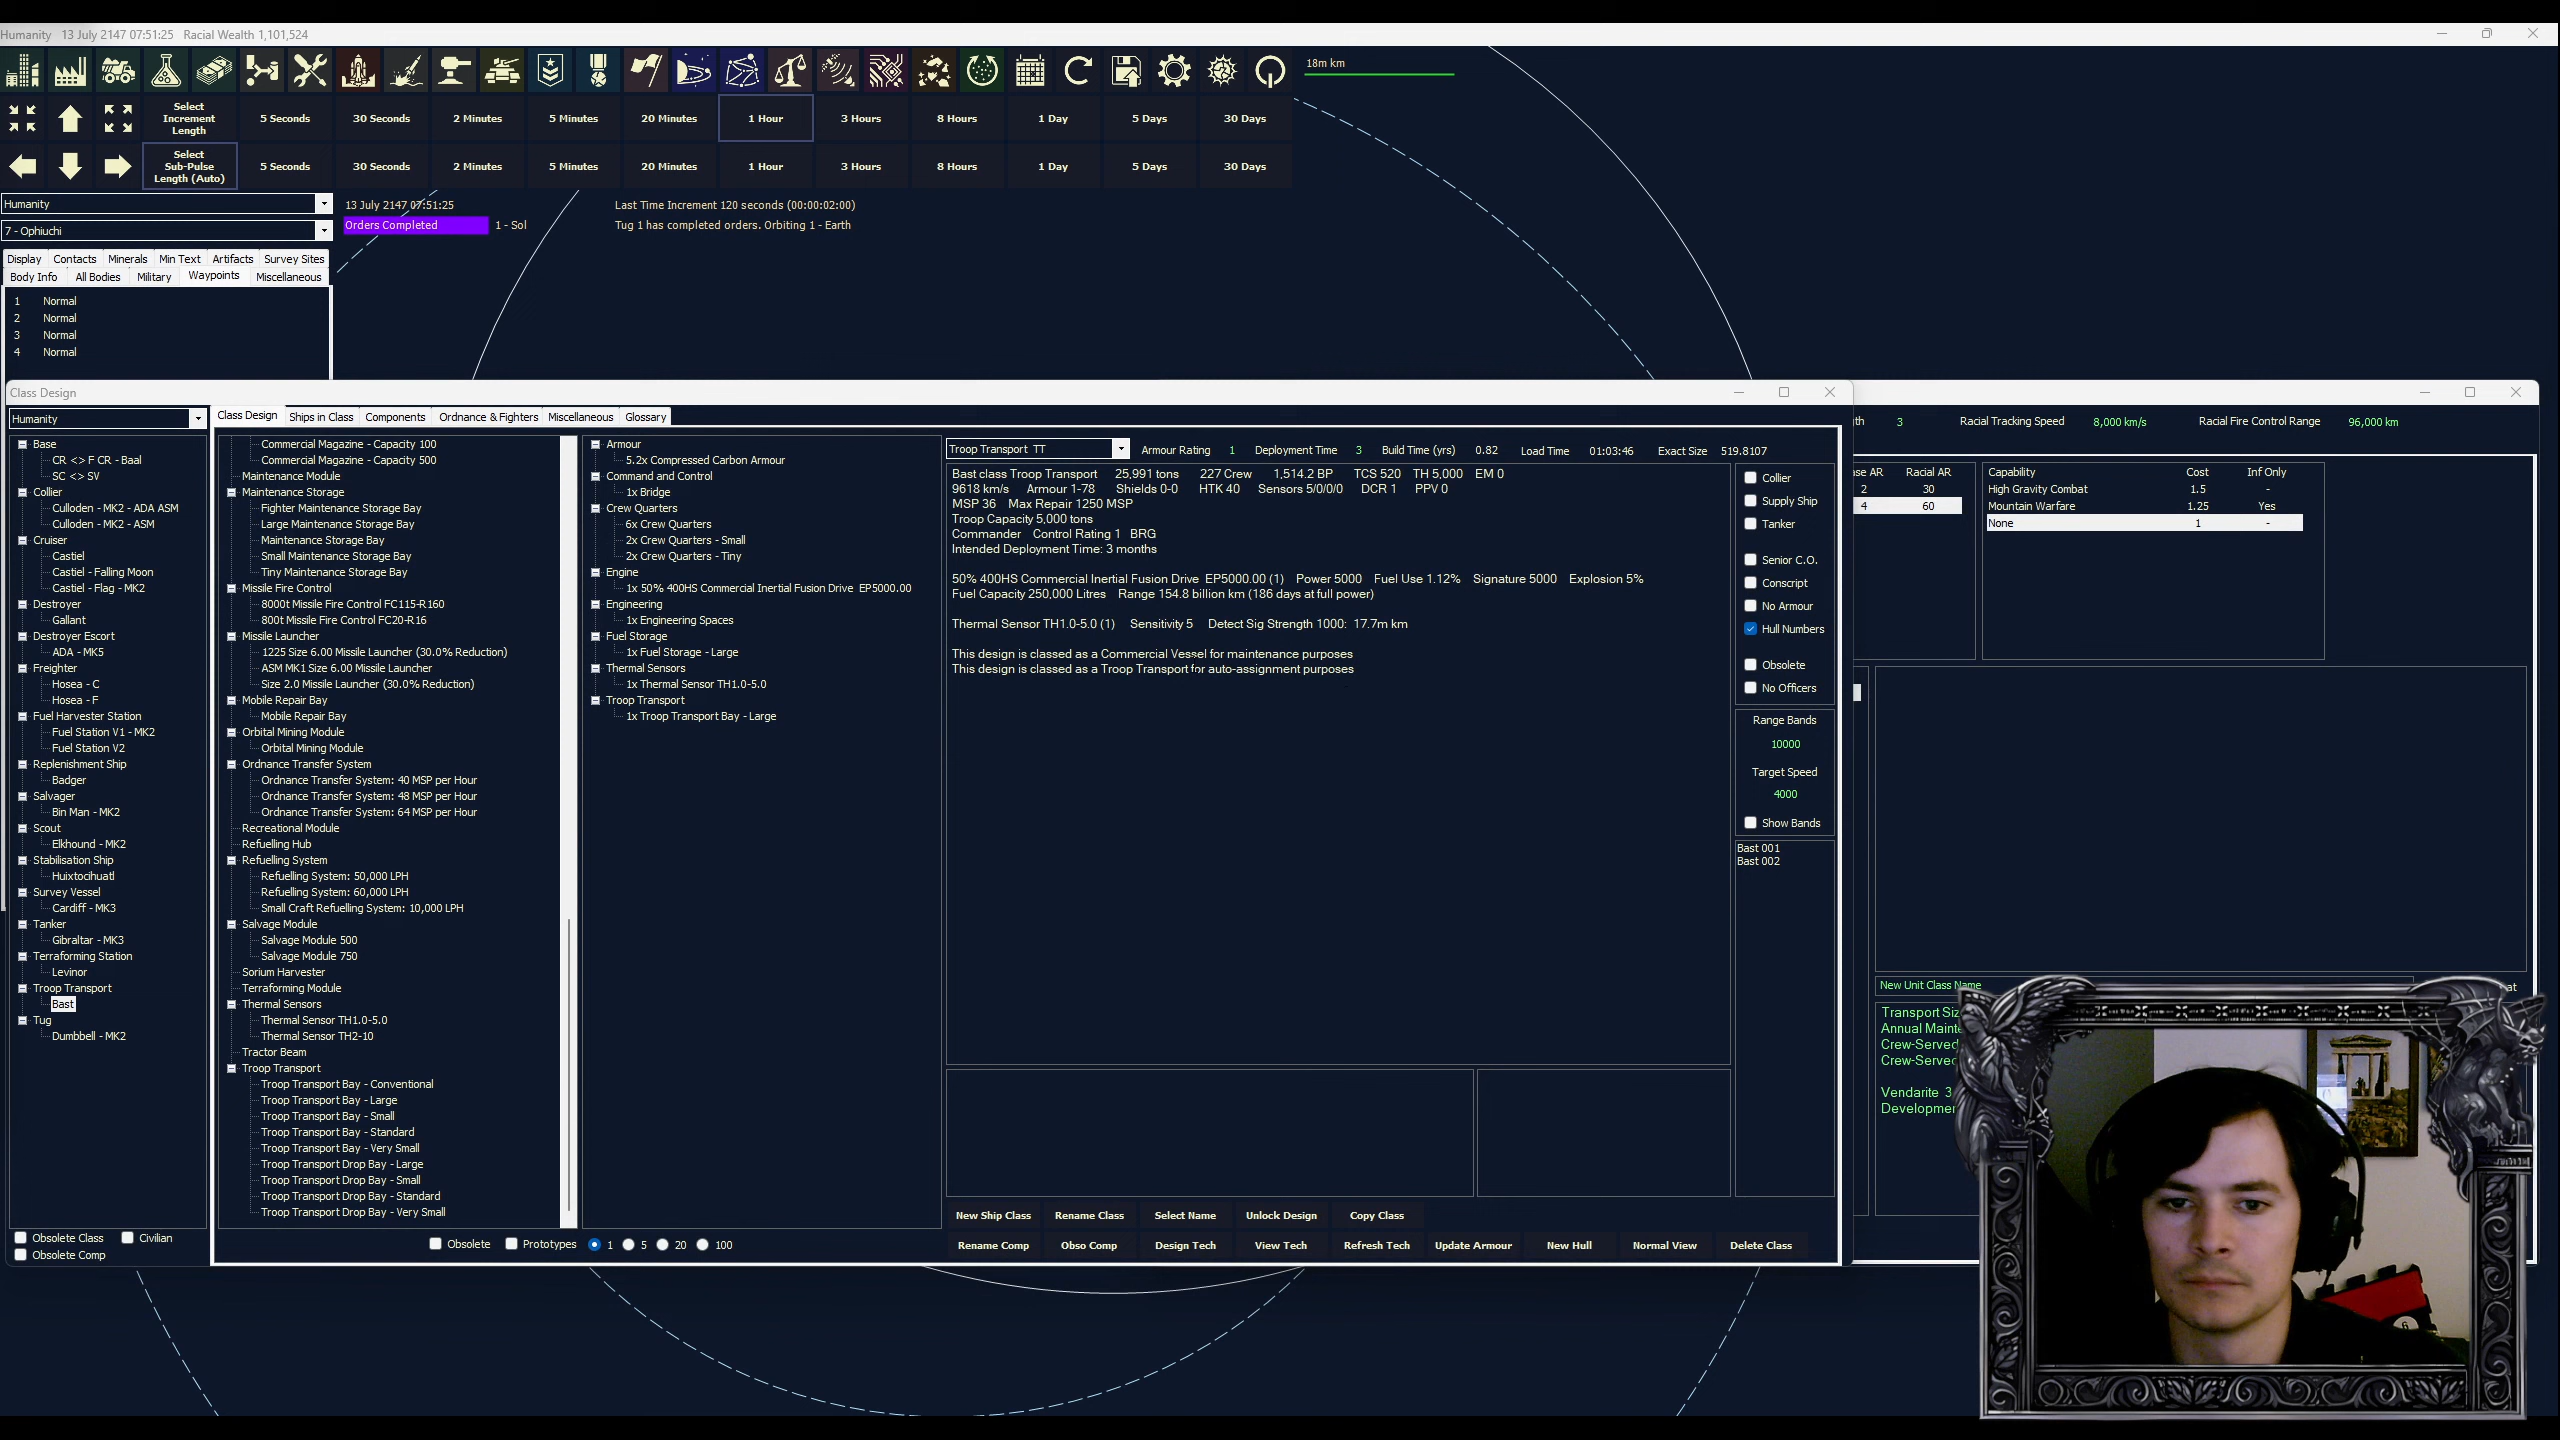 Humanity 13 July 2147 07:51:25 Racial Wealth 1,101,524
18m km
Select Increment Length 5 Seconds 30 Seconds 2 Minutes 5 Minutes 20 Minutes 1 Hour 3 Hours 8 Hours 1 Day 5 Days 30 Days
Select Sub-Pulse Length (Auto) 5 Seconds 30 Seconds 2 Minutes 5 Minutes 20 Minutes 1 Hour 3 Hours 8 Hours 1 Day 5 Days 30 Days
Humanity
7 - Ophiuchi
13 July 2147 07:51:25 Last Time Increment 120 seconds (00:00:02:00)
Orders Completed 1 - Sol Tug 1 has completed orders. Orbiting 1 - Earth
Display Contacts Minerals Min Text Artifacts Survey Sites
Body Info All Bodies Military Waypoints Miscellaneous
1 Normal
2 Normal
3 Normal
4 Normal
Class Design
Humanity
Class Design Ships in Class Components Ordnance & Fighters Miscellaneous Glossary
Base
CR <> F CR - Baal
SC <> SV
Collier
Culloden - MK2 - ADA ASM
Culloden - MK2 - ASM
Cruiser
Castiel
Castiel - Falling Moon
Castiel - Flag - MK2
Destroyer
Gallant
Destroyer Escort
ADA - MK5
Freighter
Hosea - C
Hosea - F
Fuel Harvester Station
Fuel Station V1 - MK2
Fuel Station V2
Replenishment Ship
Badger
Salvager
Bin Man - MK2
Scout
Elkhound - MK2
Stabilisation Ship
Huixtocihuatl
Survey Vessel
Cardiff - MK3
Tanker
Gibraltar - MK3
Terraforming Station
Levinor
Troop Transport
Bast
Tug
Dumbbell - MK2
Obsolete Class Civilian
Obsolete Comp
Commercial Magazine - Capacity 100
Commercial Magazine - Capacity 500
Maintenance Module
Maintenance Storage
Fighter Maintenance Storage Bay
Large Maintenance Storage Bay
Maintenance Storage Bay
Small Maintenance Storage Bay
Tiny Maintenance Storage Bay
Missile Fire Control
8000t Missile Fire Control FC115-R160
800t Missile Fire Control FC20-R16
Missile Launcher
1225 Size 6.00 Missile Launcher (30.0% Reduction)
ASM MK1 Size 6.00 Missile Launcher
Size 2.0 Missile Launcher (30.0% Reduction)
Mobile Repair Bay
Mobile Repair Bay
Orbital Mining Module
Orbital Mining Module
Ordnance Transfer System
Ordnance Transfer System: 40 MSP per Hour
Ordnance Transfer System: 48 MSP per Hour
Ordnance Transfer System: 64 MSP per Hour
Recreational Module
Refuelling Hub
Refuelling System
Refuelling System: 50,000 LPH
Refuelling System: 60,000 LPH
Small Craft Refuelling System: 10,000 LPH
Salvage Module
Salvage Module 500
Salvage Module 750
Sorium Harvester
Terraforming Module
Thermal Sensors
Thermal Sensor TH1.0-5.0
Thermal Sensor TH2-10
Tractor Beam
Troop Transport
Troop Transport Bay - Conventional
Troop Transport Bay - Large
Troop Transport Bay - Small
Troop Transport Bay - Standard
Troop Transport Bay - Very Small
Troop Transport Drop Bay - Large
Troop Transport Drop Bay - Small
Troop Transport Drop Bay - Standard
Troop Transport Drop Bay - Very Small
Obsolete Prototypes 1 5 20 100
Armour
5.2x Compressed Carbon Armour
Command and Control
1x Bridge
Crew Quarters
6x Crew Quarters
2x Crew Quarters - Small
2x Crew Quarters - Tiny
Engine
1x 50% 400HS Commercial Inertial Fusion Drive EP5000.00
Engineering
1x Engineering Spaces
Fuel Storage
1x Fuel Storage - Large
Thermal Sensors
1x Thermal Sensor TH1.0-5.0
Troop Transport
1x Troop Transport Bay - Large
Troop Transport TT Armour Rating 1 Deployment Time 3 Build Time (yrs) 0.82 Load Time 01:03:46 Exact Size 519.8107
Bast class Troop Transport 25,991 tons 227 Crew 1,514.2 BP TCS 520 TH 5,000 EM 0
9618 km/s Armour 1-78 Shields 0-0 HTK 40 Sensors 5/0/0/0 DCR 1 PPV 0
MSP 36 Max Repair 1250 MSP
Troop Capacity 5,000 tons
Commander Control Rating 1 BRG
Intended Deployment Time: 3 months
50% 400HS Commercial Inertial Fusion Drive EP5000.00 (1) Power 5000 Fuel Use 1.12% Signature 5000 Explosion 5%
Fuel Capacity 250,000 Litres Range 154.8 billion km (186 days at full power)
Thermal Sensor TH1.0-5.0 (1) Sensitivity 5 Detect Sig Strength 1000: 17.7m km
This design is classed as a Commercial Vessel for maintenance purposes
This design is classed as a Troop Transport for auto-assignment purposes
Collier
Supply Ship
Tanker
Senior C.O.
Conscript
No Armour
Hull Numbers
Obsolete
No Officers
Range Bands
10000
Target Speed
4000
Show Bands
Bast 001
Bast 002
New Ship Class Rename Class Select Name Unlock Design Copy Class
Rename Comp Obso Comp Design Tech View Tech Refresh Tech Update Armour New Hull Normal View Delete Class
3 Racial Tracking Speed 8,000 km/s Racial Fire Control Range 96,000 km
AR Racial AR
2 30
4 60
Capability Cost Inf Only
High Gravity Combat 1.5 -
Mountain Warfare 1.25 Yes
None 1 -
New Unit Class Name
Transport
Annual
Crew-Served
Crew-Served
Vendarite 3